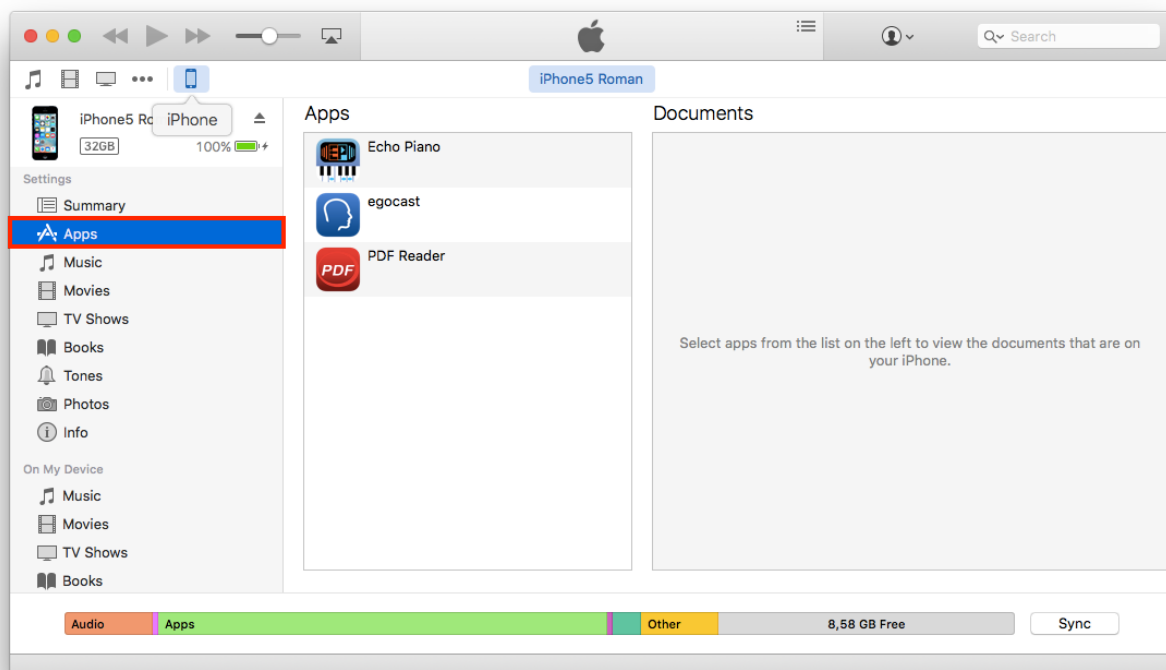 Search
iPhone5 Roman
iPhone5 Ro
iPhone
32GB
100%
Settings
Summary
Apps
Music
Movies
TV Shows
Books
Tones
Photos
Info
On My Device
Music
Movies
TV Shows
Books
Apps
Echo Piano
egocast
PDF
PDF Reader
Documents
Select apps from the list on the left to view the documents that are on
your iPhone.
Audio
Apps
Other
8,58 GB Free
Sync